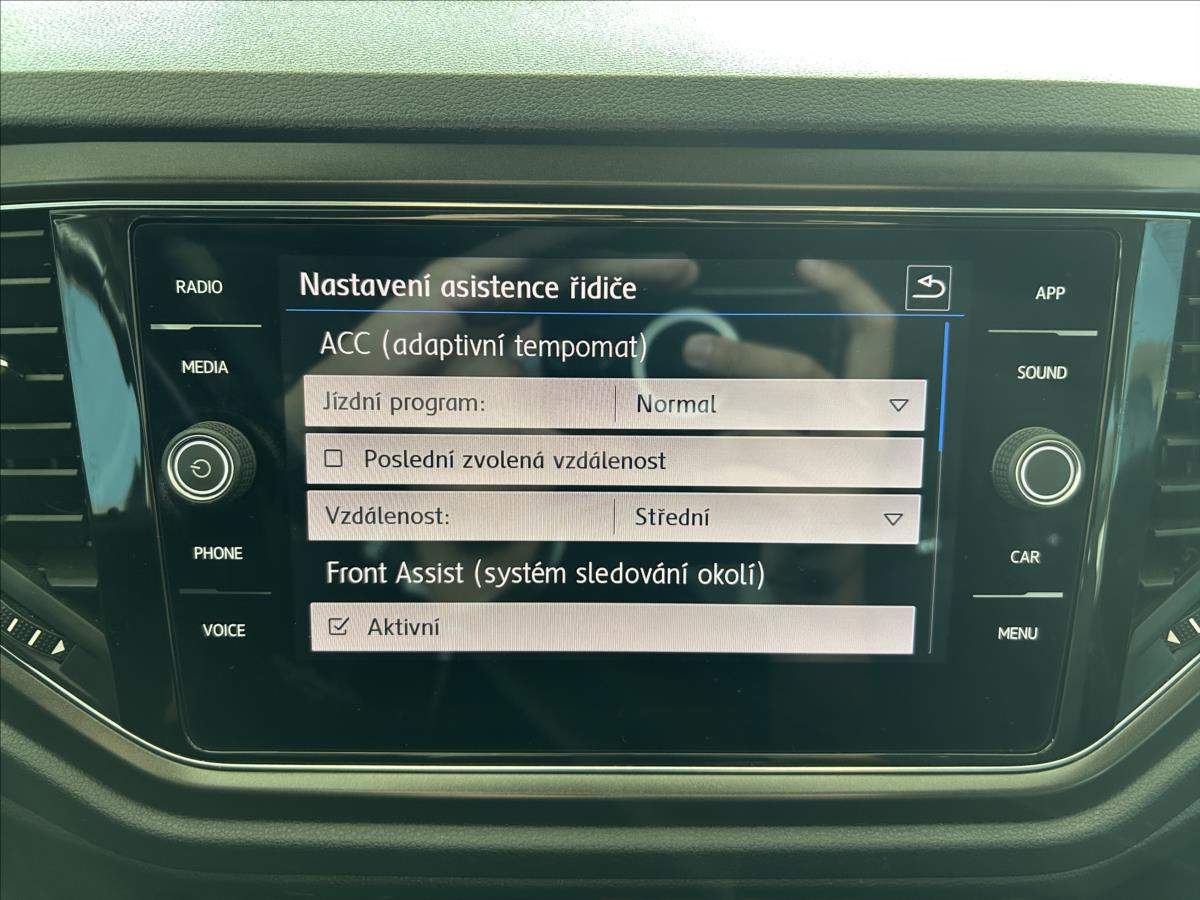 RADIO
MEDIA
PHONE
VOICE
Nastavení asistence řidiče
ACC (adaptivní tempomat)
Jízdní program: Normal
Poslední zvolená vzdálenost
Vzdálenost: Střední
Front Assist (systém sledování okolí)
Aktivní
APP
SOUND
CAR
MENU